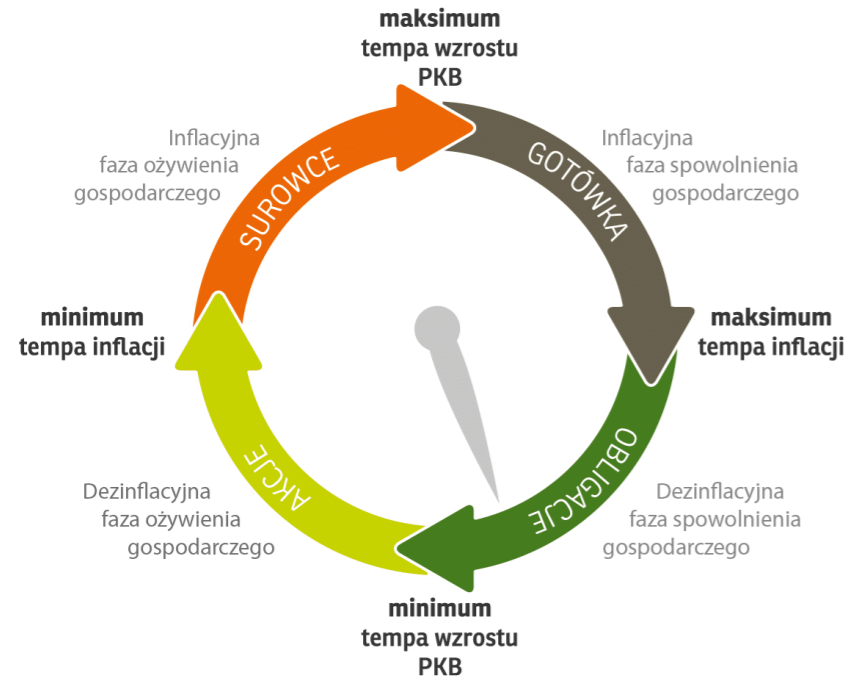 maksimum
tempa wzrostu
PKB
Inflacyjna
faza ożywienia
gospodarczego
SUROWCE
GOTÓWKA
Inflacyjna
faza spowolnienia
gospodarczego
minimum
tempa inflacji
maksimum
tempa inflacji
Dezinflacyjna
faza ożywienia
gospodarczego
AKCJE
OBLIGACJE
Dezinflacyjna
faza spowolnienia
gospodarczego
minimum
tempa wzrostu
PKB